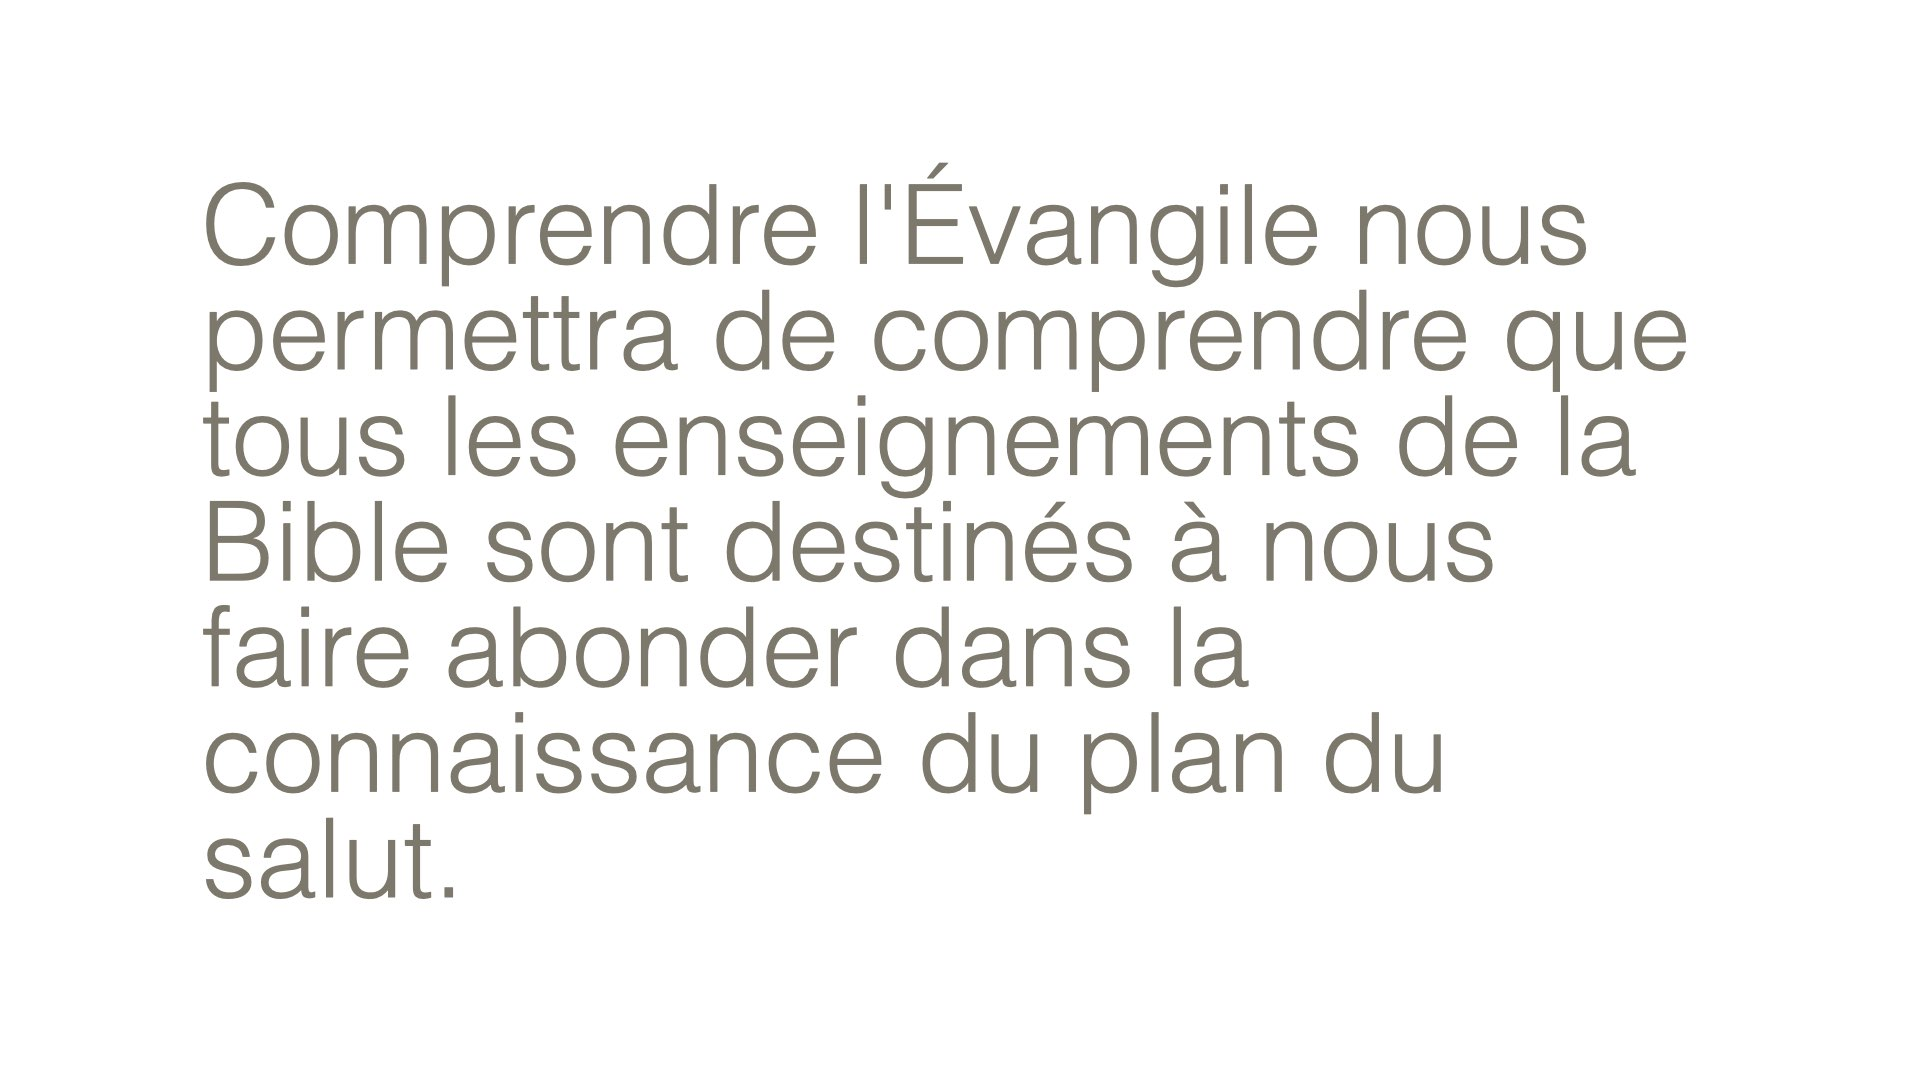 Comprendre l'Évangile nous
permettra de comprendre que
tous les enseignements de la
Bible sont destinés à nous
faire abonder dans la
connaissance du plan du
salut.